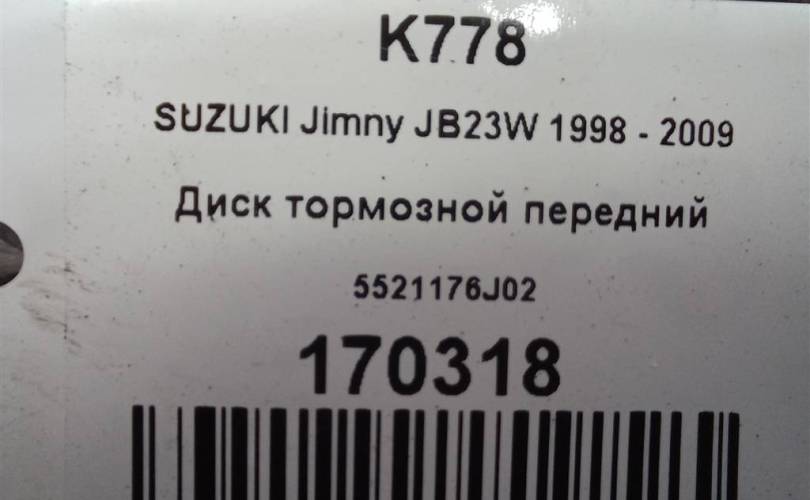 K778
SUZUKI Jimny JB23W 1998 - 2009
Диск тормозной передний
5521176J02
170318